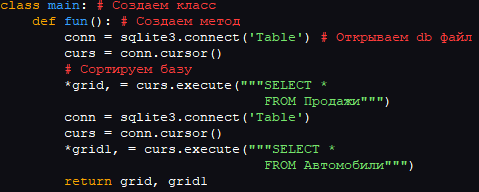 class main: # Создаем класс
def fun(): # Создаем метод
conn = sqlite3.connect('Table') # Открываем db файл
curs = conn.cursor()
# Сортируем базу
*grid, = curs.execute("""SELECT *
FROM Продажи""")
conn = sqlite3.connect('Table')
curs = conn.cursor()
*grid1, = curs.execute("""SELECT *
FROM Автомобили""")
return grid, grid1